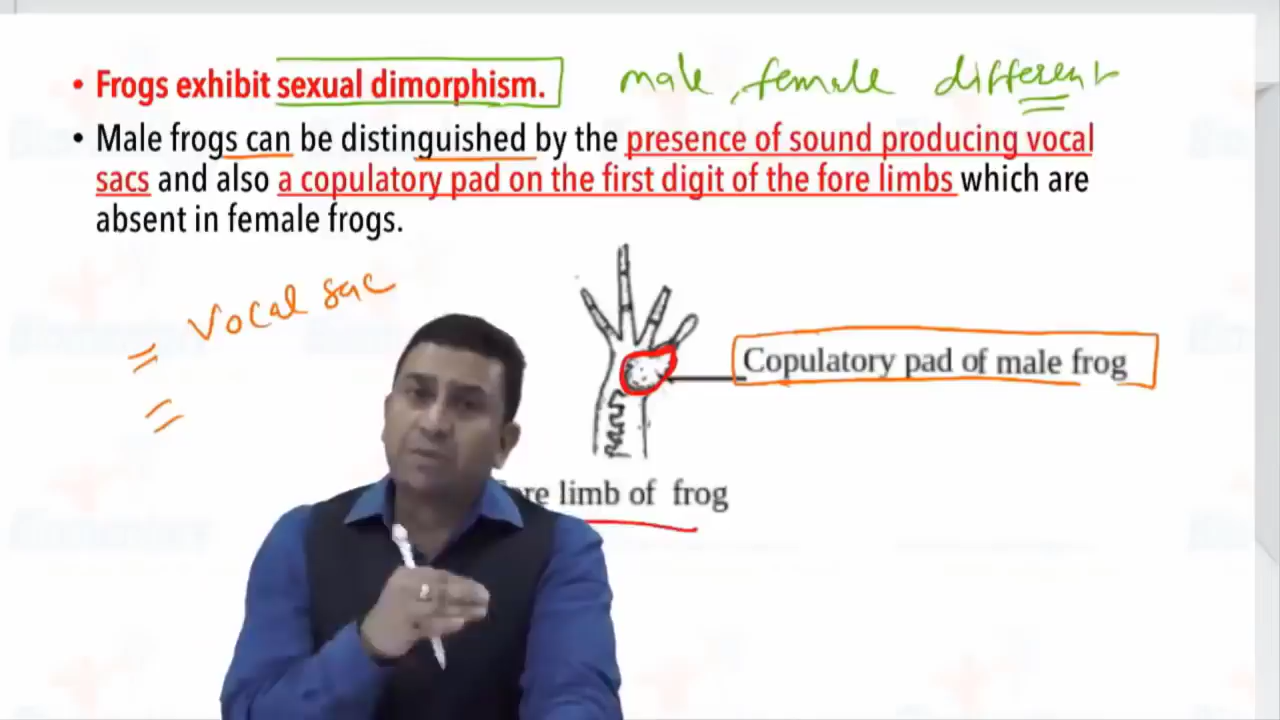 • Frogs exhibit sexual dimorphism. male, female different
• Male frogs can be distinguished by the presence of sound producing vocal
sacs and also a copulatory pad on the first digit of the fore limbs which are
absent in female frogs.
= Vocal sac
=
Copulatory pad of male frog
ore limb of frog